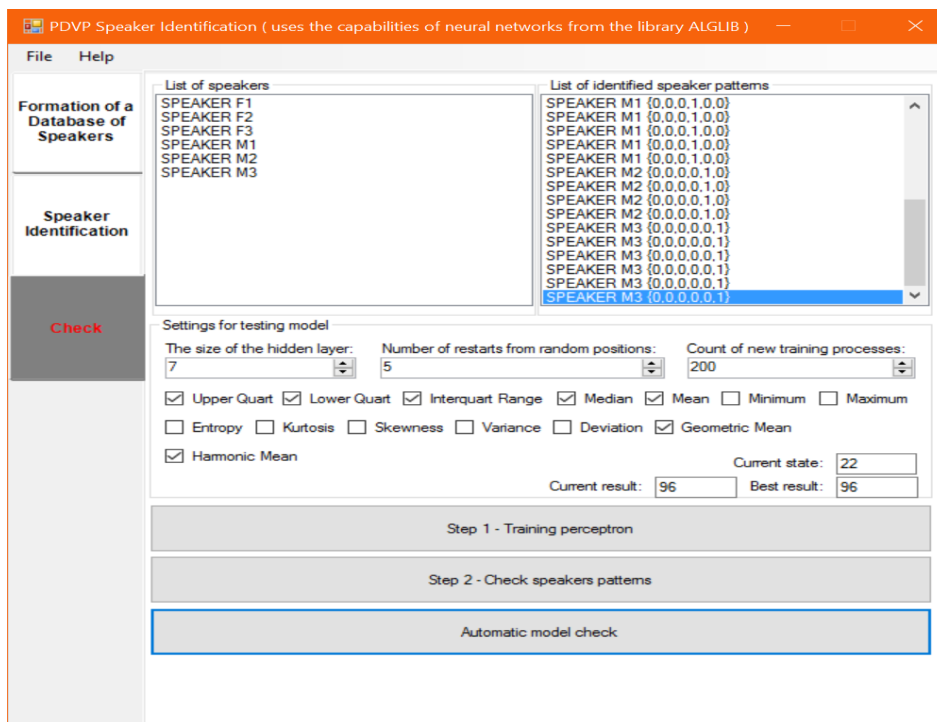 PDVP Speaker Identification ( uses the capabilities of neural networks from the library ALGLIB )
File Help
Formation of a
Database of
Speakers
Speaker
Identification
Check
List of speakers
SPEAKER F1
SPEAKER F2
SPEAKER F3
SPEAKER M1
SPEAKER M2
SPEAKER M3
List of identified speaker patterns
SPEAKER M1 {0,0,0,1,0,0}
SPEAKER M1 {0,0,0,1,0,0}
SPEAKER M1 {0,0,0,1,0,0}
SPEAKER M1 {0,0,0,1,0,0}
SPEAKER M1 {0,0,0,1,0,0}
SPEAKER M2 {0,0,0,0,1,0}
SPEAKER M2 {0,0,0,0,1,0}
SPEAKER M2 {0,0,0,0,1,0}
SPEAKER M2 {0,0,0,0,1,0}
SPEAKER M3 {0,0,0,0,0,1}
SPEAKER M3 {0,0,0,0,0,1}
SPEAKER M3 {0,0,0,0,0,1}
SPEAKER M3 {0,0,0,0,0,1}
SPEAKER M3 {0,0,0,0,0,1}
SPEAKER M3 {0,0,0,0,0,1}
Settings for testing model
The size of the hidden layer: Number of restarts from random positions: Count of new training processes:
7 5 200
Upper Quart Lower Quart Interquart Range Median Mean Minimum Maximum
Entropy Kurtosis Skewness Variance Deviation Geometric Mean
Harmonic Mean
Current state: 22
Current result: 96 Best result: 96
Step 1 - Training perceptron
Step 2 - Check speakers patterns
Automatic model check